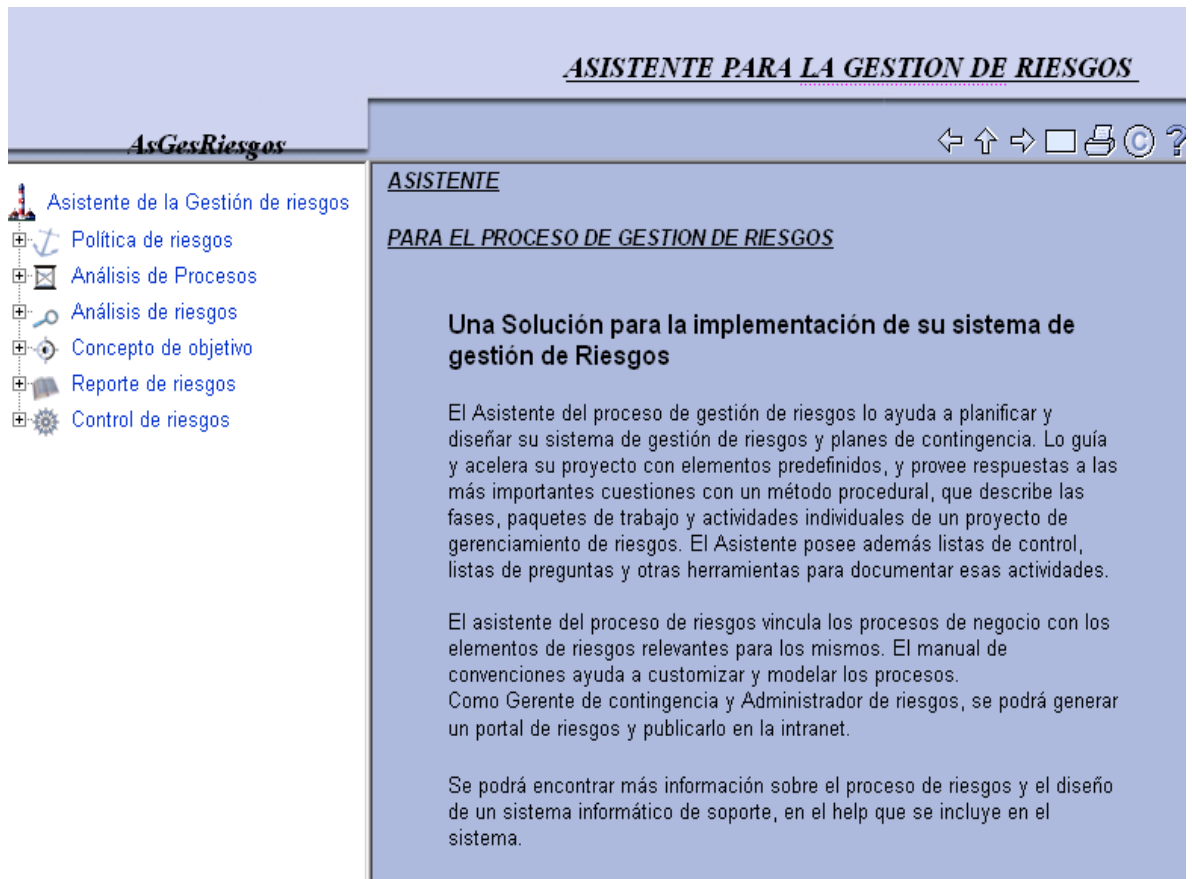 ASISTENTE PARA LA GESTION DE RIESGOS
AsGesRiesgos
Asistente de la Gestión de riesgos
Política de riesgos
Análisis de Procesos
Análisis de riesgos
Concepto de objetivo
Reporte de riesgos
Control de riesgos
©
?
ASISTENTE
PARA EL PROCESO DE GESTION DE RIESGOS
Una Solución para la implementación de su sistema de
gestión de Riesgos
El Asistente del proceso de gestión de riesgos lo ayuda a planificar y
diseñar su sistema de gestión de riesgos y planes de contingencia. Lo guía
y acelera su proyecto con elementos predefinidos, y provee respuestas a las
más importantes cuestiones con un método procedural, que describe las
fases, paquetes de trabajo y actividades individuales de un proyecto de
gerenciamiento de riesgos. El Asistente posee además listas de control,
listas de preguntas y otras herramientas para documentar esas actividades.
El asistente del proceso de riesgos vincula los procesos de negocio con los
elementos de riesgos relevantes para los mismos. El manual de
convenciones ayuda a customizar y modelar los procesos.
Como Gerente de contingencia y Administrador de riesgos, se podrá generar
un portal de riesgos y publicarlo en la intranet.
Se podrá encontrar más información sobre el proceso de riesgos y el diseño
de un sistema informático de soporte, en el help que se incluye en el
sistema.